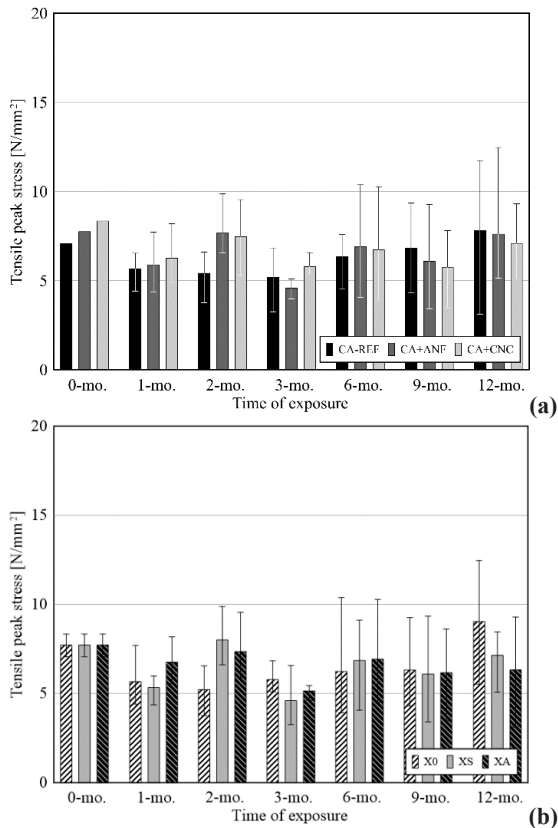 20
15
10
5
0
Tensile peak stress [N/mm²]
CA-REF CA+ANF CA+CNC
0-mo. 1-mo. 2-mo. 3-mo. 6-mo. 9-mo. 12-mo.
Time of exposure
(a)
20
15
10
5
0
Tensile peak stress [N/mm²]
X0 XS XA
0-mo. 1-mo. 2-mo. 3-mo. 6-mo. 9-mo. 12-mo.
Time of exposure
(b)